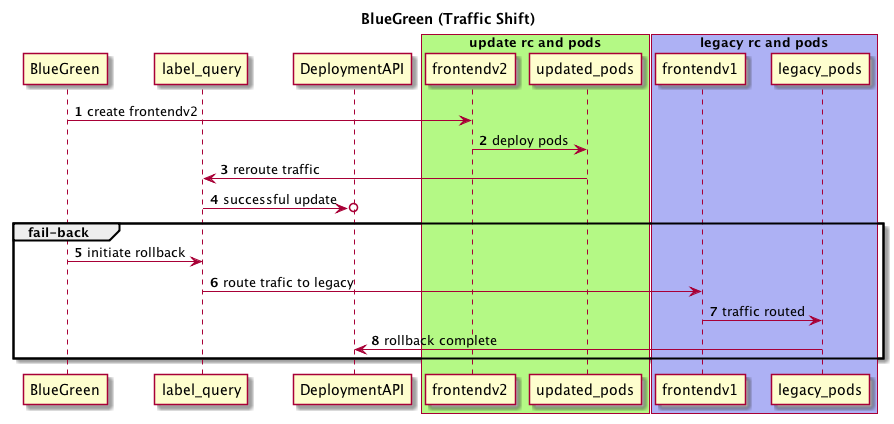 BlueGreen (Traffic Shift)
update rc and pods
legacy rc and pods
BlueGreen
label_query
DeploymentAPI
frontendv2
updated_pods
frontendv1
legacy_pods
1 create frontendv2
2 deploy pods
3 reroute traffic
4 successful update
fail-back
5 initiate rollback
6 route trafic to legacy
7 traffic routed
8 rollback complete
BlueGreen
label_query
DeploymentAPI
frontendv2
updated_pods
frontendv1
legacy_pods